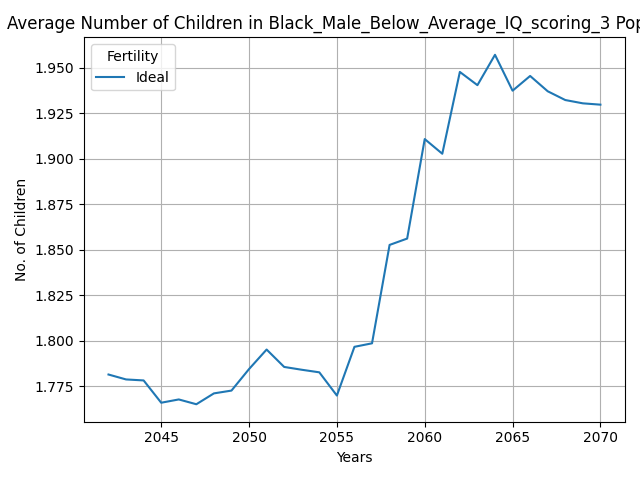 Average Number of Children in Black_Male_Below_Average_IQ_scoring_3 Pop
Fertility
Ideal
1.950
1.925
1.900
1.875
1.850
1.825
1.800
1.775
No. of Children
2045 2050 2055 2060 2065 2070
Years